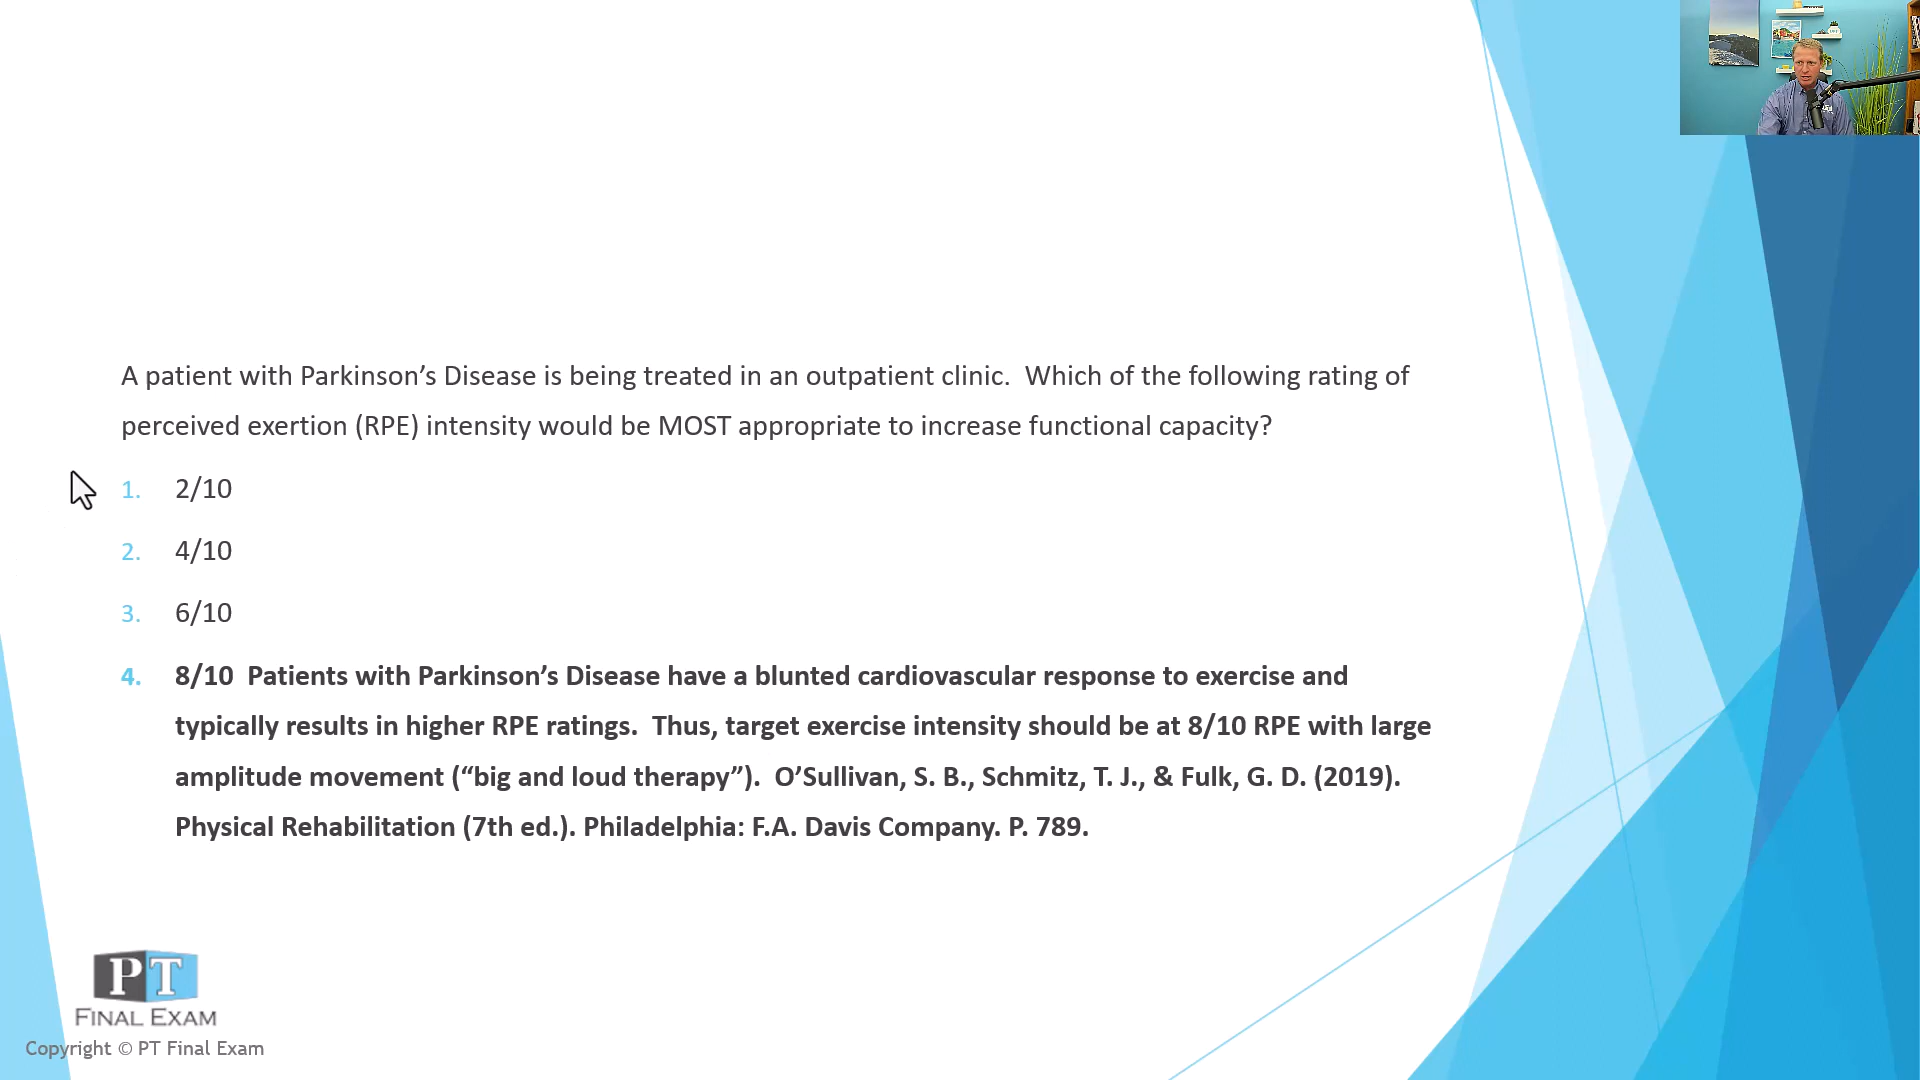 A patient with Parkinson’s Disease is being treated in an outpatient clinic.  Which of the following rating of
perceived exertion (RPE) intensity would be MOST appropriate to increase functional capacity?
1. 2/10
2. 4/10
3. 6/10
4. 8/10  Patients with Parkinson’s Disease have a blunted cardiovascular response to exercise and
typically results in higher RPE ratings.  Thus, target exercise intensity should be at 8/10 RPE with large
amplitude movement (“big and loud therapy”).  O’Sullivan, S. B., Schmitz, T. J., & Fulk, G. D. (2019).
Physical Rehabilitation (7th ed.). Philadelphia: F.A. Davis Company. P. 789.
PT
FINAL EXAM
Copyright © PT Final Exam